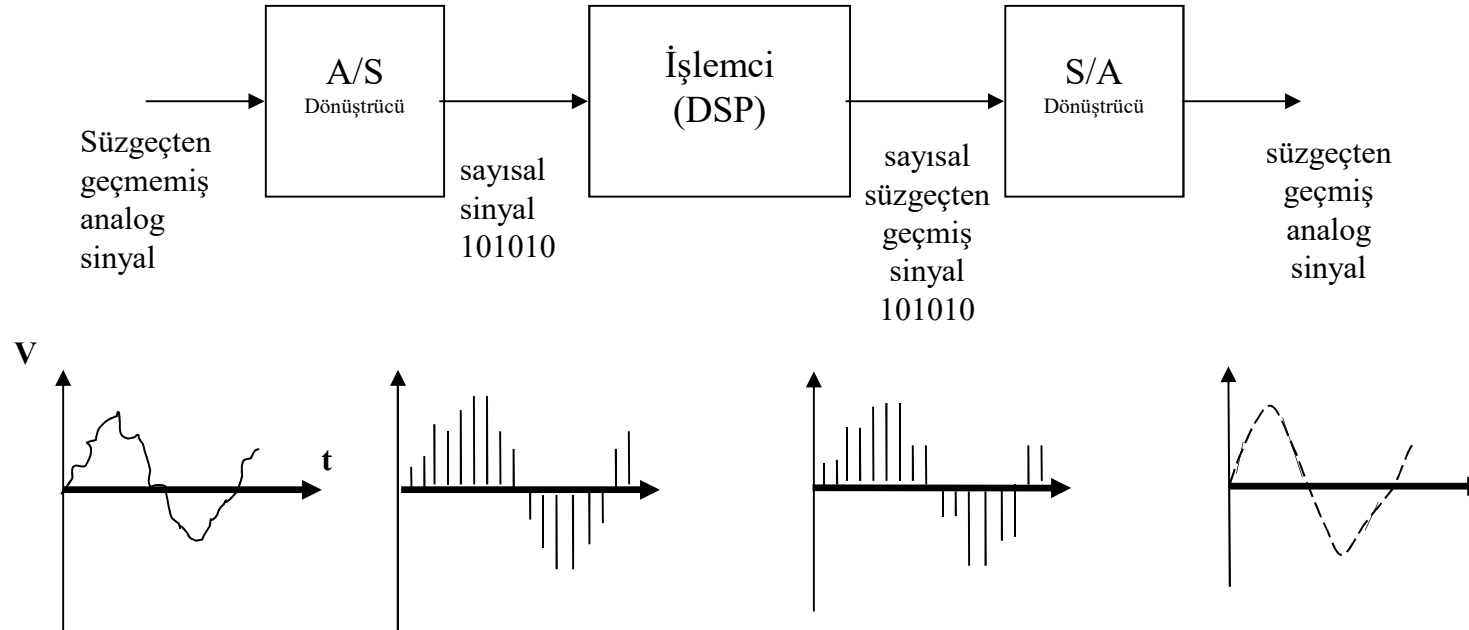 A/S
Dönüştrücü
İşlemci
(DSP)
S/A
Dönüştrücü
Süzgeçten
geçmemiş
analog
sinyal
sayısal
sinyal
101010
sayısal
süzgeçten
geçmiş
sinyal
101010
süzgeçten
geçmiş
analog
sinyal
V
t